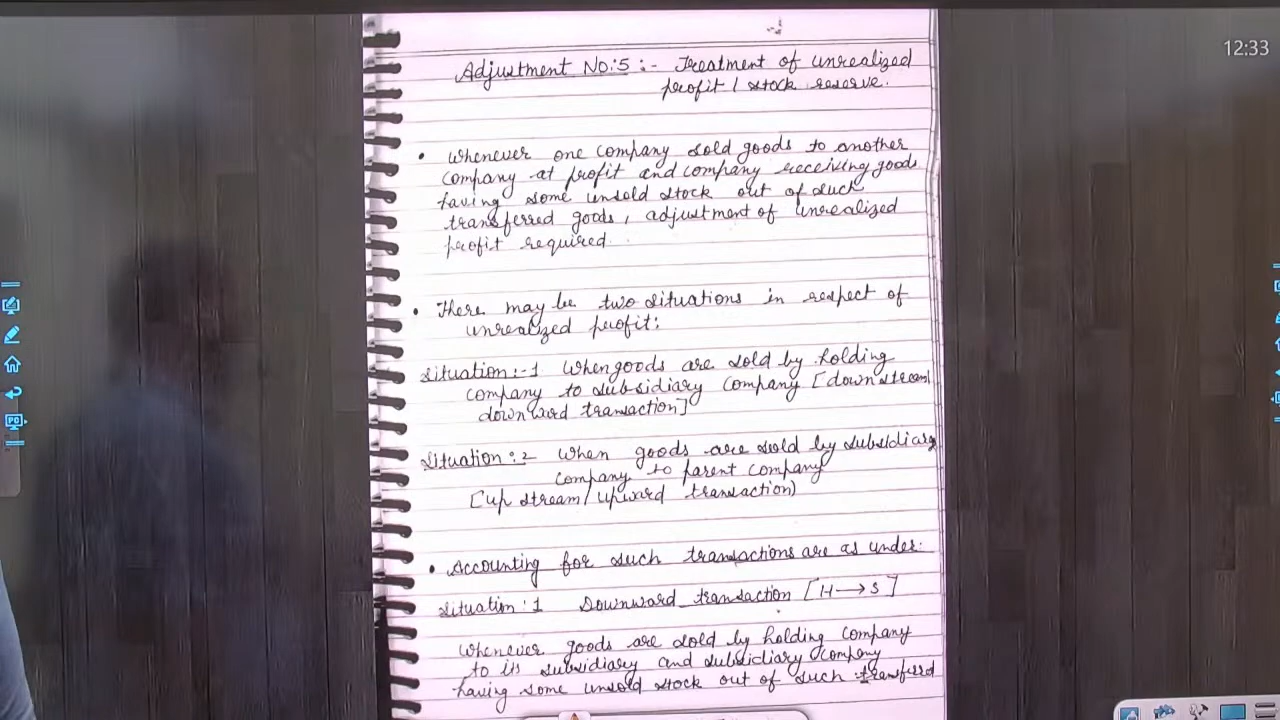 12:33
Adjustment No:5 :- Treatment of unrealized
profit / stock reserve.
• Whenever one company sold goods to another
company at profit and company receiving goods
having some unsold stock out of such
transferred goods, adjustment of unrealized
profit required.
• There may be two situations in respect of
unrealized profit:
Situation:-1 When goods are sold by holding
company to subsidiary company [down stream/
downward transaction]
Situation:2 When goods are sold by subsidiary
company to parent company
[up stream/upward transaction)
• Accounting for such transactions are as under:
Situation:1 Downward transaction [H→S]
Whenever goods are sold by holding company
to its subsidiary and subsidiary company
having some unsold stock out of such transferrd